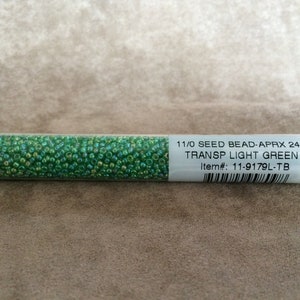 11/0 SEED BEAD-APRX 24
TRANSP LIGHT GREEN
Item#: 11-9179L-TB